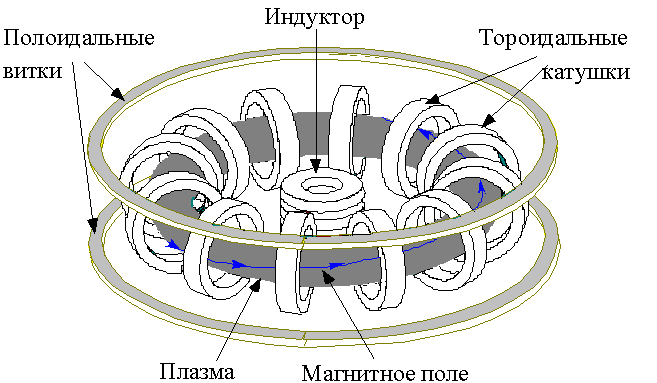 Индуктор
Полоидальные
витки
Тороидальные
катушки
Плазма
Магнитное поле